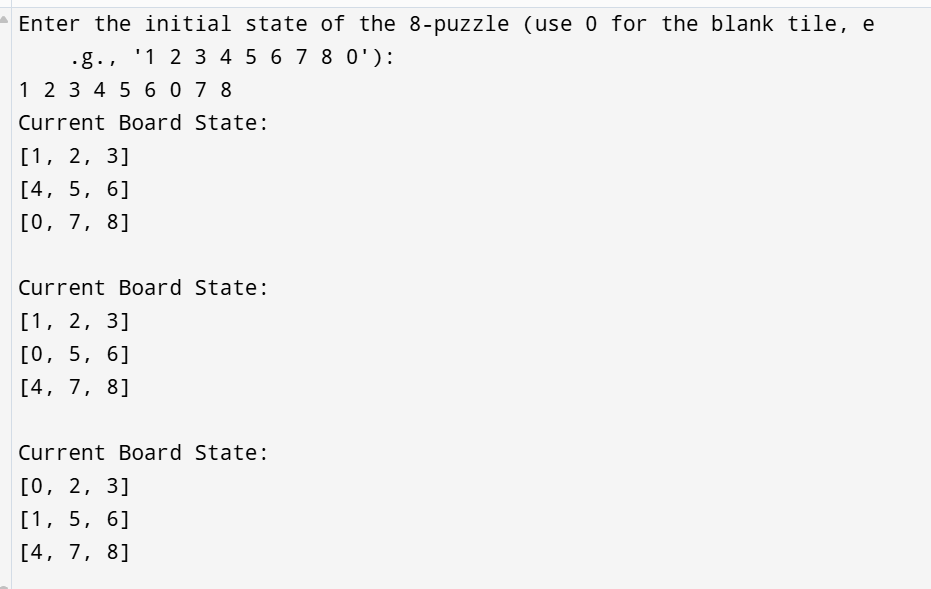 Enter the initial state of the 8-puzzle (use 0 for the blank tile, e
.g., '1 2 3 4 5 6 7 8 0'):
1 2 3 4 5 6 0 7 8
Current Board State:
[1, 2, 3]
[4, 5, 6]
[0, 7, 8]
Current Board State:
[1, 2, 3]
[0, 5, 6]
[4, 7, 8]
Current Board State:
[0, 2, 3]
[1, 5, 6]
[4, 7, 8]